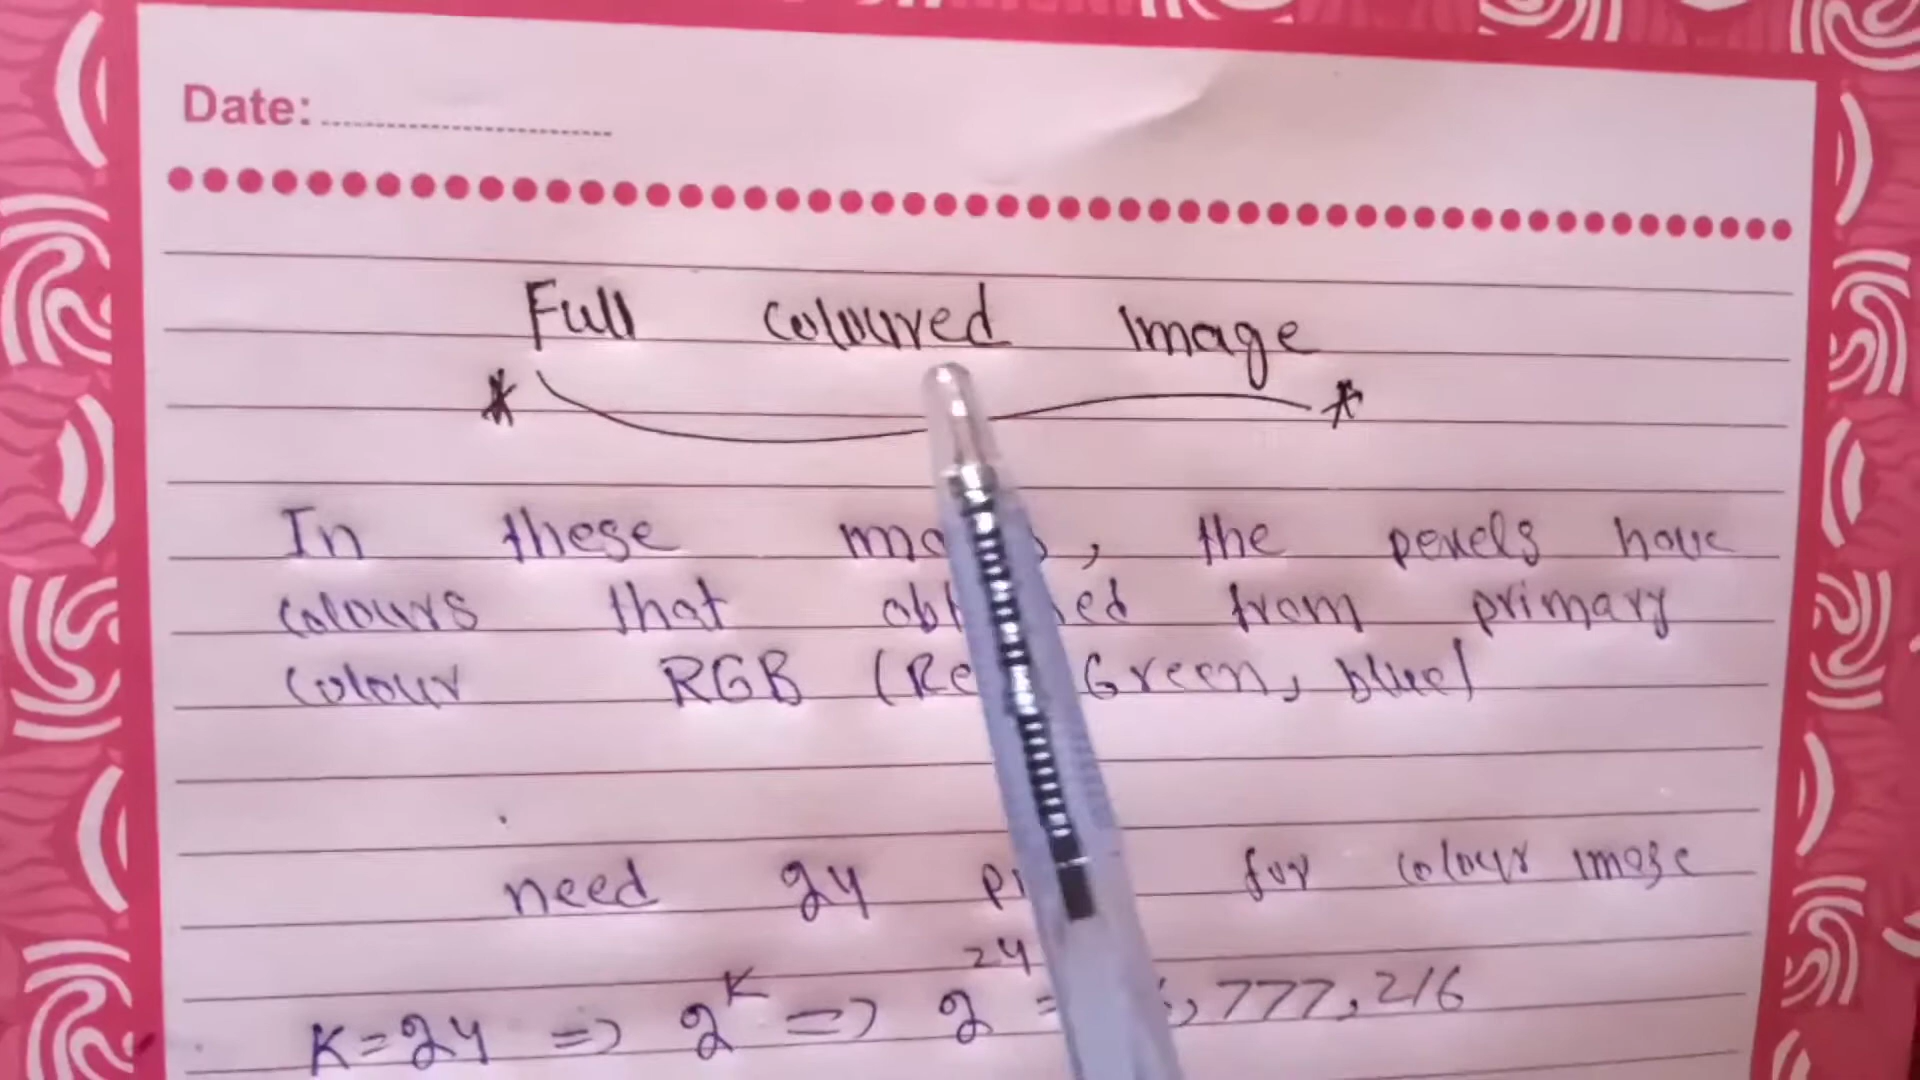 Date:
Full coloured Image
In these , the pexels have
colours that from primary
colour RGB ( Green, blue)
need 24 for colour image
K=24 => 2^K => 2^24 = ,777,216